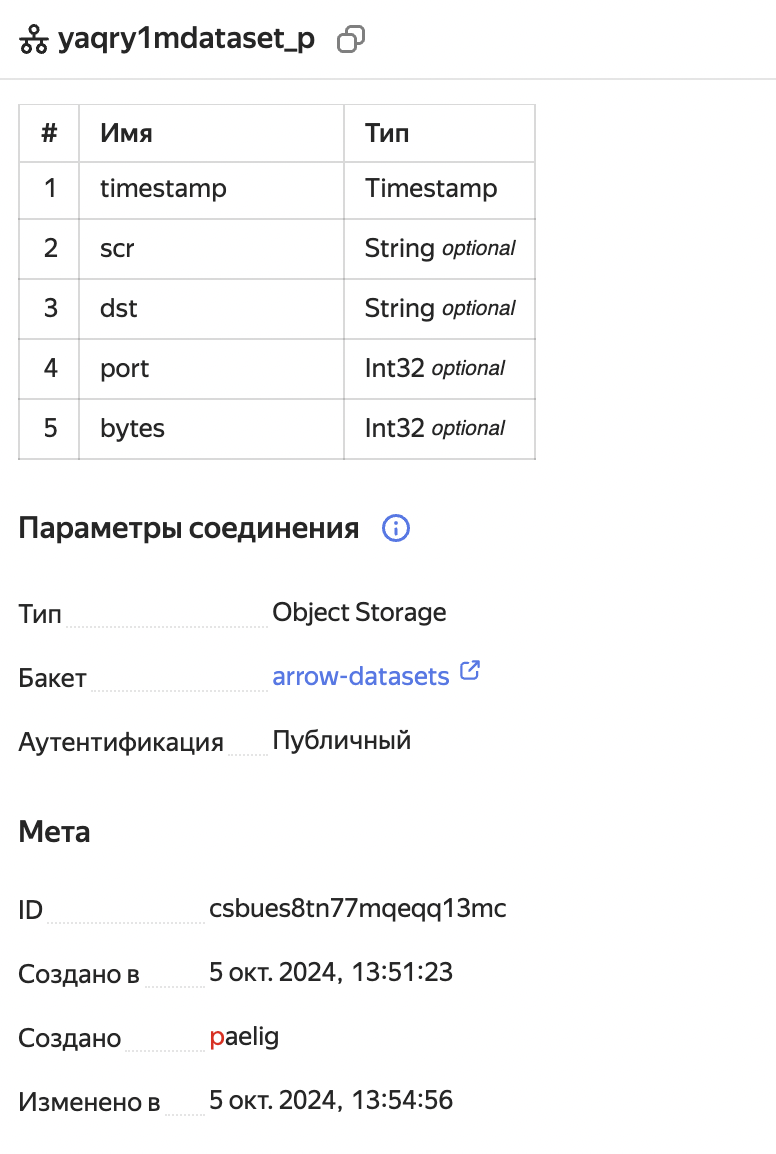 yaqry1mdataset_p
# Имя Тип
1 timestamp Timestamp
2 scr String optional
3 dst String optional
4 port Int32 optional
5 bytes Int32 optional
Параметры соединения
Тип Object Storage
Бакет arrow-datasets
Аутентификация Публичный
Мета
ID csbues8tn77mqeqq13mc
Создано в 5 окт. 2024, 13:51:23
Создано paelig
Изменено в 5 окт. 2024, 13:54:56